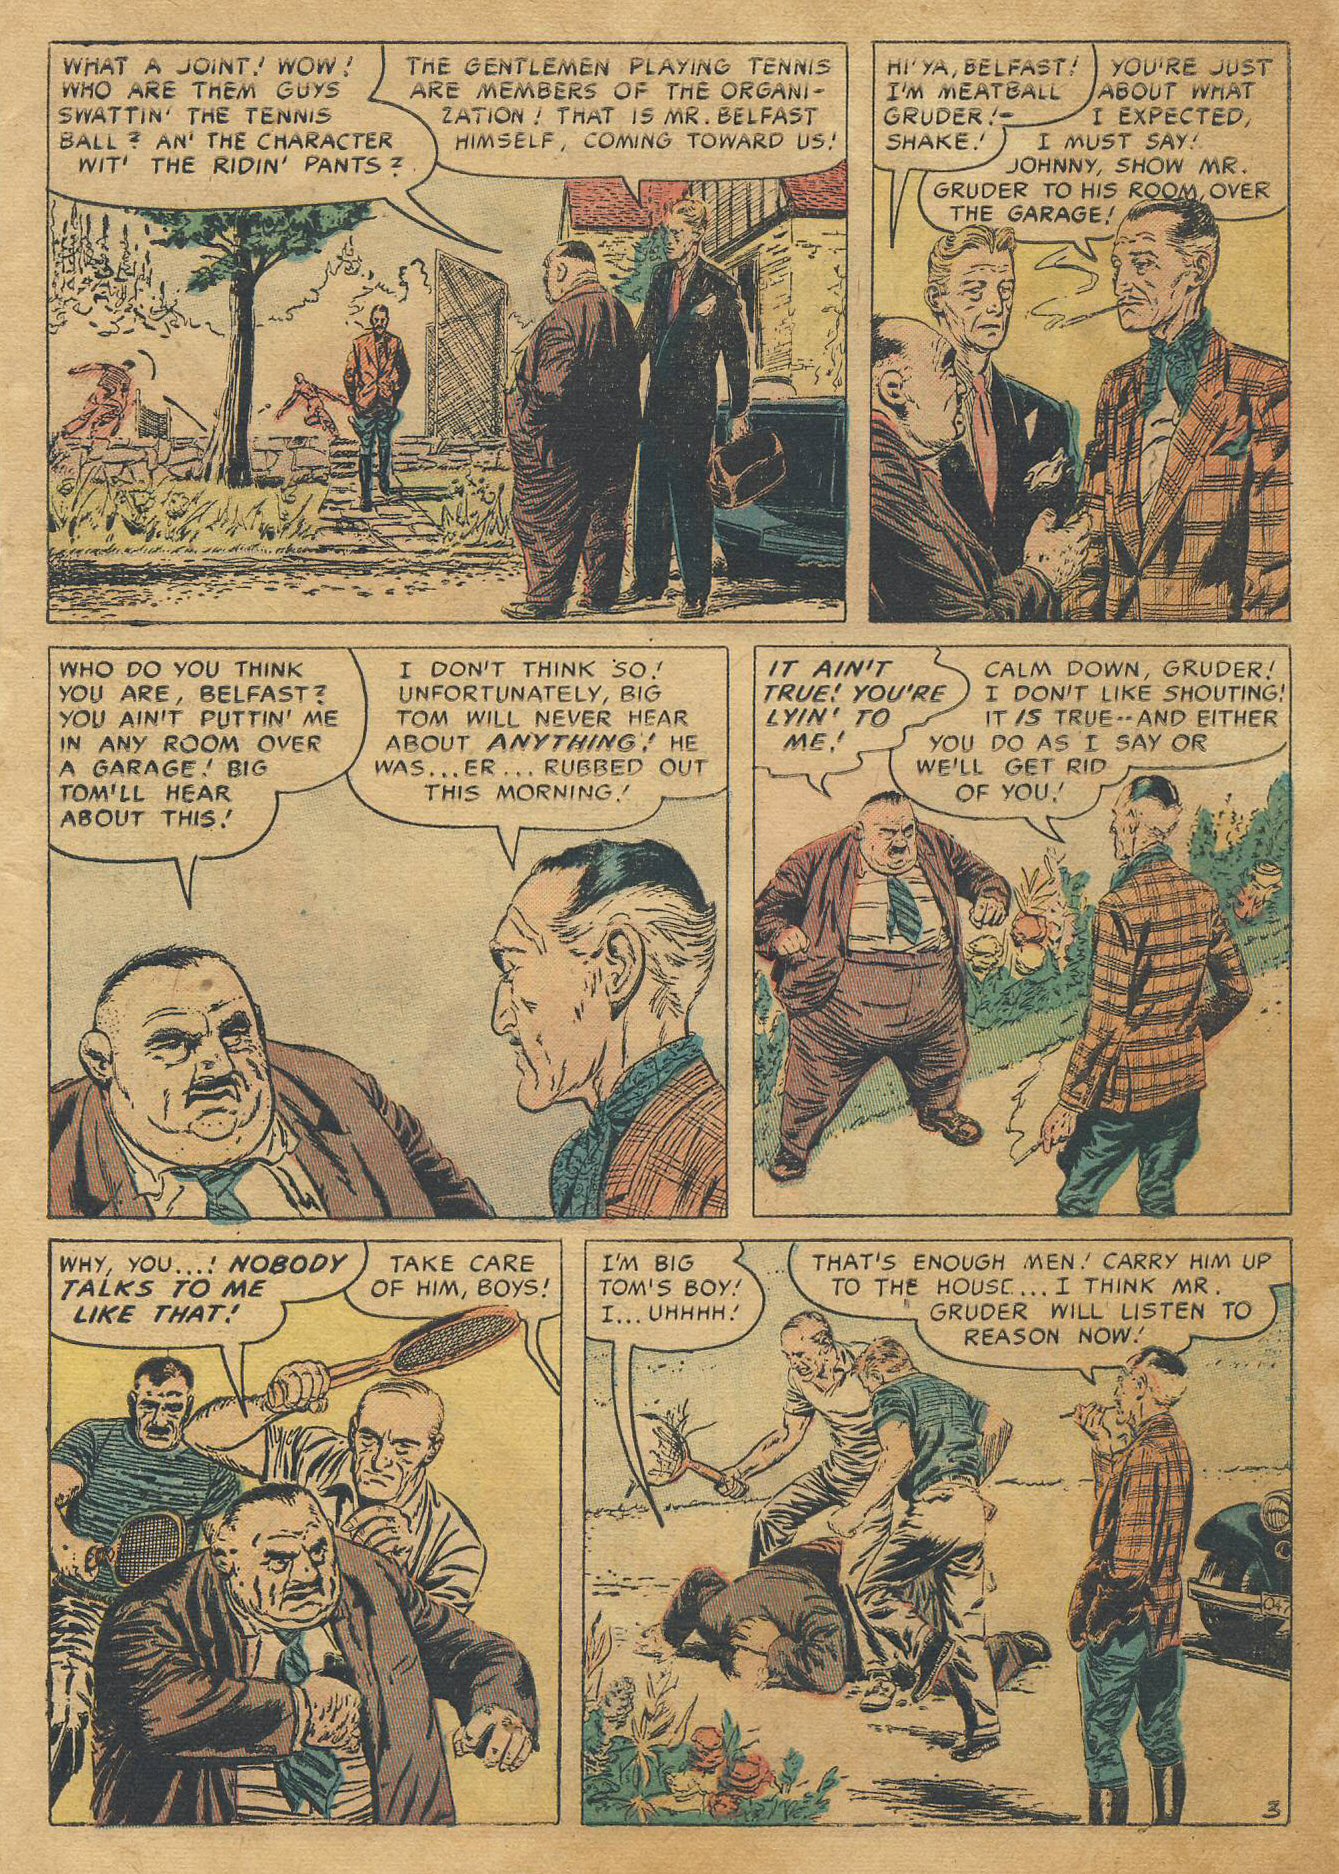 WHAT A JOINT! WOW!
WHO ARE THEM GUYS
SWATTIN' THE TENNIS
BALL? AN' THE CHARACTER
WIT' THE RIDIN' PANTS?
THE GENTLEMEN PLAYING TENNIS
ARE MEMBERS OF THE ORGANI-
ZATION! THAT IS MR. BELFAST
HIMSELF, COMING TOWARD US!
HI'YA, BELFAST!
I'M MEATBALL
GRUDER!-
SHAKE!
YOU'RE JUST
ABOUT WHAT
I EXPECTED,
I MUST SAY!
JOHNNY, SHOW MR.
GRUDER TO HIS ROOM, OVER
THE GARAGE!
WHO DO YOU THINK
YOU ARE, BELFAST?
YOU AIN'T PUTTIN' ME
IN ANY ROOM OVER
A GARAGE! BIG
TOM'LL HEAR
ABOUT THIS!
I DON'T THINK SO!
UNFORTUNATELY, BIG
TOM WILL NEVER HEAR
ABOUT ANYTHING! HE
WAS...ER...RUBBED OUT
THIS MORNING!
IT AIN'T
TRUE! YOU'RE
LYIN' TO
ME!
CALM DOWN, GRUDER!
I DON'T LIKE SHOUTING!
IT IS TRUE--AND EITHER
YOU DO AS I SAY OR
WE'LL GET RID
OF YOU!
WHY, YOU...! NOBODY
TALKS TO ME
LIKE THAT!
TAKE CARE
OF HIM, BOYS!
I'M BIG
TOM'S BOY!
I...UHHHH!
THAT'S ENOUGH MEN! CARRY HIM UP
TO THE HOUSE...I THINK MR.
GRUDER WILL LISTEN TO
REASON NOW!
047
3